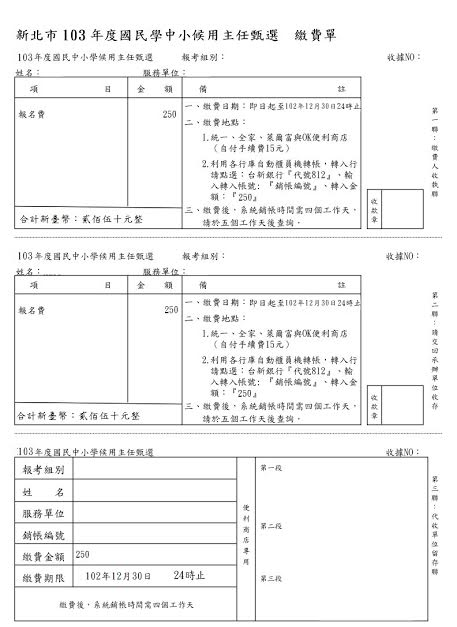 新北市 103 年度國民學中小候用主任甄選　繳費單
103年度國民中小學候用主任甄選　報考組別：　收據NO：
姓名：　服務單位：
項　目　金　額　備　註
報名費　250
一、繳費日期：即日起至102年12月30日24時止
二、繳費地點：
1.統一、全家、萊爾富與OK便利商店
（自付手續費15元）
2.利用各行庫自動櫃員機轉帳，轉入行
請點選：台新銀行『代號812』、輸
入轉入帳號：『銷帳編號』、轉入金
額：『250』
三、繳費後，系統銷帳時間需四個工作天，
請於五個工作天後查詢．
合計新臺幣：貳佰伍十元整
收款章
第一聯：繳費人收執聯
103年度國民中小學候用主任甄選　報考組別：　收據NO：
姓名：　服務單位：
項　目　金　額　備　註
報名費　250
一、繳費日期：即日起至102年12月30日24時止
二、繳費地點：
1.統一、全家、萊爾富與OK便利商店
（自付手續費15元）
2.利用各行庫自動櫃員機轉帳，轉入行
請點選：台新銀行『代號812』、輸
入轉入帳號：『銷帳編號』、轉入金
額：『250』
三、繳費後，系統銷帳時間需四個工作天，
請於五個工作天後查詢．
合計新臺幣：貳佰伍十元整
收款章
第二聯：請交回承辦單位收存
103年度國民中小學候用主任甄選　收據NO：
報考組別
姓　名
服務單位
銷帳編號
繳費金額　250
繳費期限　102年12月30日　24時止
繳費後，系統銷帳時間需四個工作天
便利商店專用
第一段
第二段
第三段
第三聯：代收單位留存聯